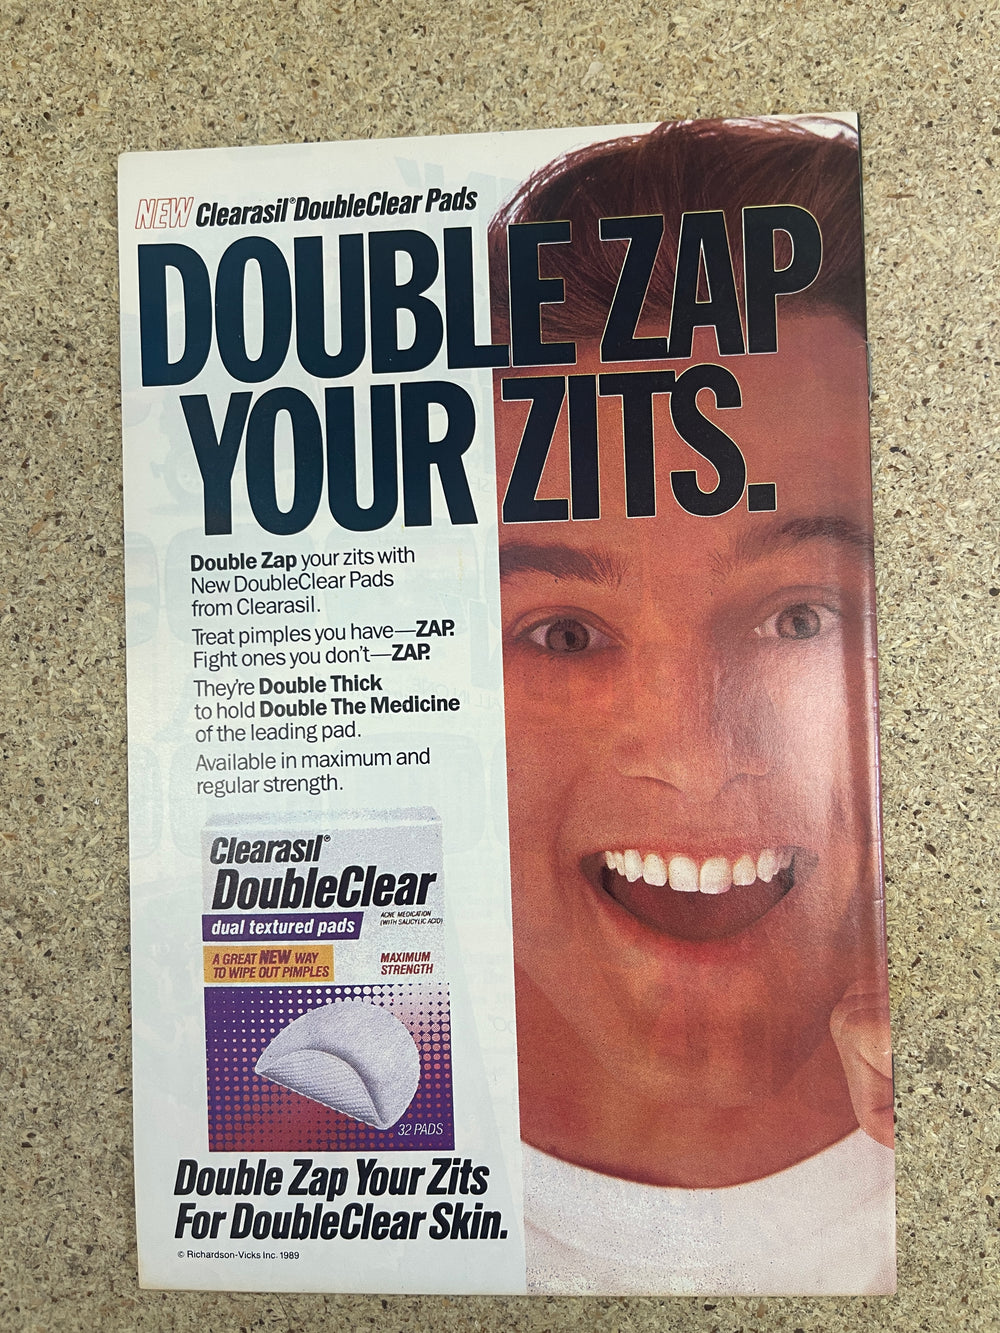 NEW Clearasil® DoubleClear Pads
DOUBLE ZAP
YOUR ZITS.
Double Zap your zits with
New DoubleClear Pads
from Clearasil.
Treat pimples you have—ZAP.
Fight ones you don't—ZAP.
They're Double Thick
to hold Double The Medicine
of the leading pad.
Available in maximum and
regular strength.
Clearasil®
DoubleClear
dual textured pads
ACNE MEDICATION
(WITH SALICYLIC ACID)
A GREAT NEW WAY
TO WIPE OUT PIMPLES
MAXIMUM
STRENGTH
32 PADS
Double Zap Your Zits
For DoubleClear Skin.
© Richardson-Vicks Inc. 1989